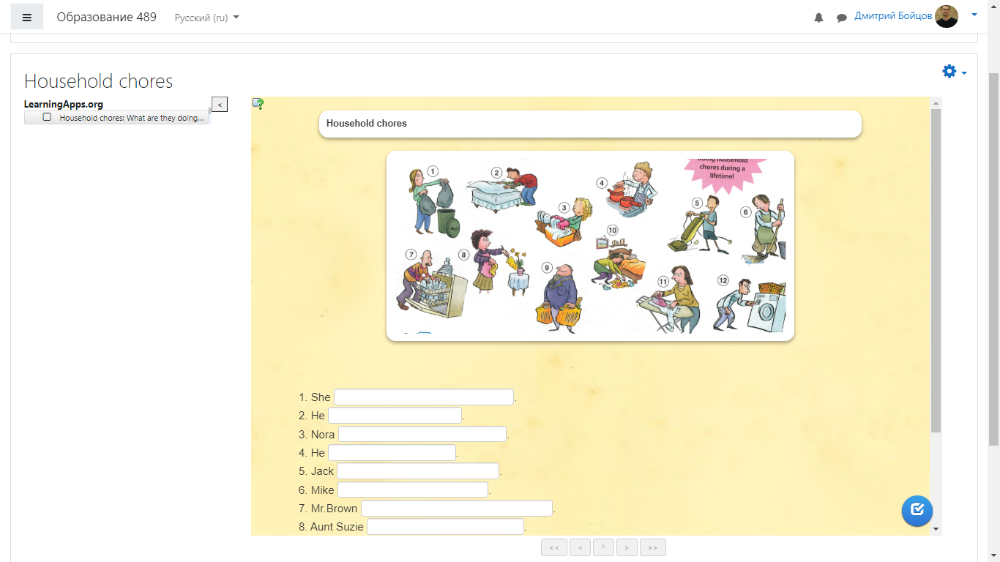 Образование 489 Русский (ru) Дмитрий Бойцов
Household chores
LearningApps.org
<
Household chores: What are they doing...
Household chores
doing household
chores during a
lifetime!
1
2
3
4
5
6
7
8
9
10
11
12
1. She .
2. He .
3. Nora .
4. He .
5. Jack .
6. Mike .
7. Mr.Brown .
8. Aunt Suzie .
<< < ^ > >>